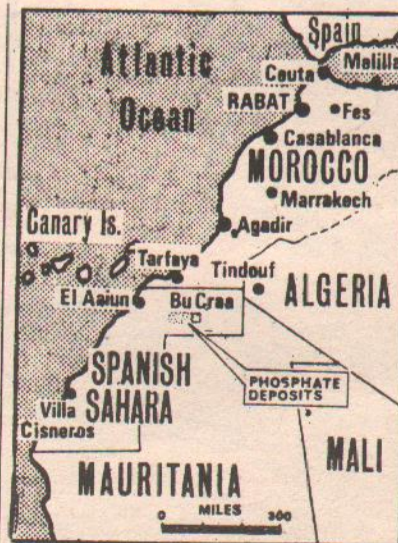 Spain
Atlantic
Ocean
Ceuta
Melilla
RABAT
Fes
Casablanca
MOROCCO
Marrakech
Canary Is.
Agadir
Tarfaya
Tindouf
El Aaiun
Bu Craa
ALGERIA
SPANISH
SAHARA
PHOSPHATE
DEPOSITS
Villa
Cisneros
MALI
MAURITANIA
0 MILES 300